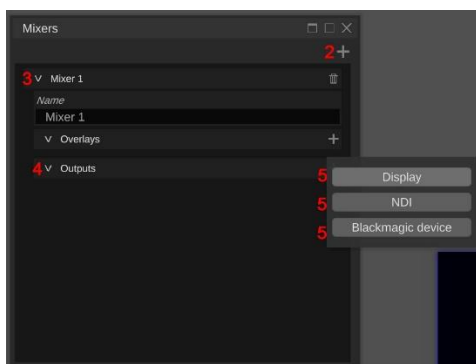 Mixers
2
3 Mixer 1
Name
Mixer 1
Overlays
4 Outputs
5 Display
5 NDI
5 Blackmagic device